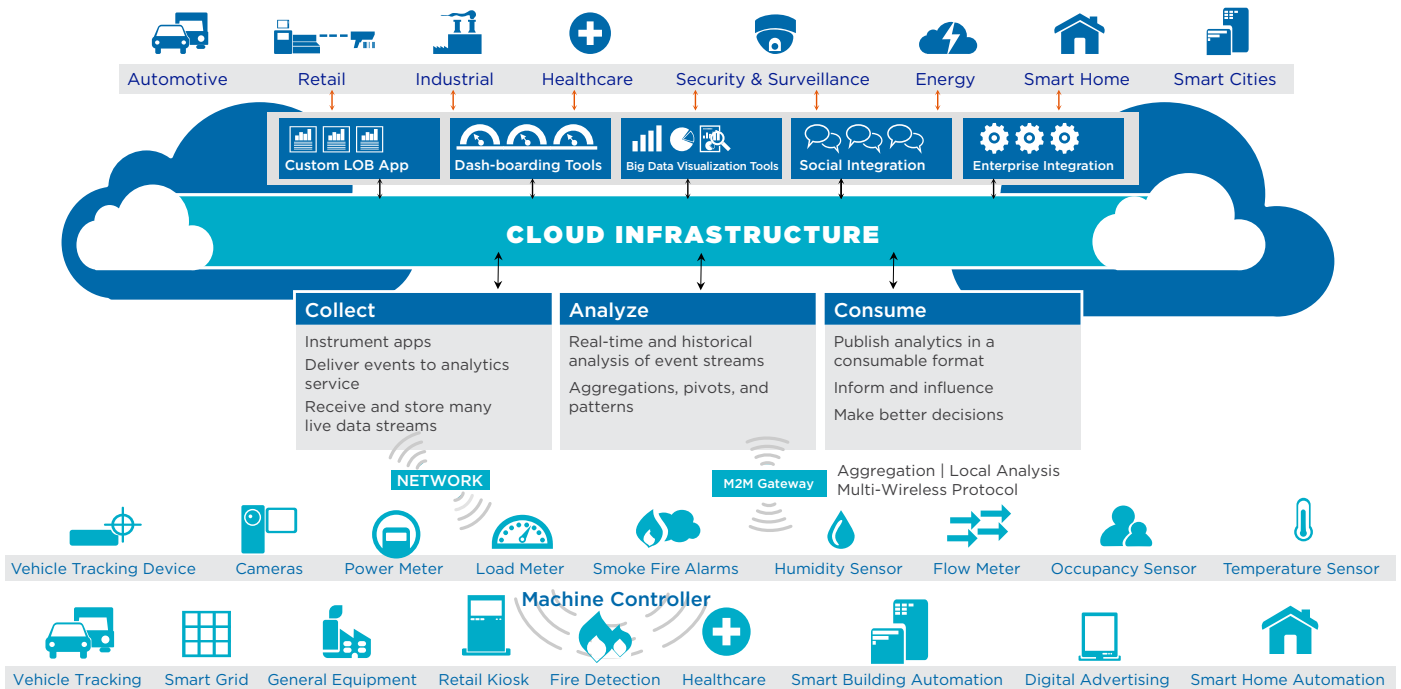 Automotive
Retail
Industrial
Healthcare
Security & Surveillance
Energy
Smart Home
Smart Cities
Custom LOB App
Dash-boarding Tools
Big Data Visualization Tools
Social Integration
Enterprise Integration
CLOUD INFRASTRUCTURE
Collect
Instrument apps
Deliver events to analytics
service
Receive and store many
live data streams
Analyze
Real-time and historical
analysis of event streams
Aggregations, pivots, and
patterns
Consume
Publish analytics in a
consumable format
Inform and influence
Make better decisions
NETWORK
M2M Gateway
Aggregation | Local Analysis
Multi-Wireless Protocol
Vehicle Tracking Device
Cameras
Power Meter
Load Meter
Smoke Fire Alarms
Humidity Sensor
Flow Meter
Occupancy Sensor
Temperature Sensor
Machine Controller
Vehicle Tracking
Smart Grid
General Equipment
Retail Kiosk
Fire Detection
Healthcare
Smart Building Automation
Digital Advertising
Smart Home Automation